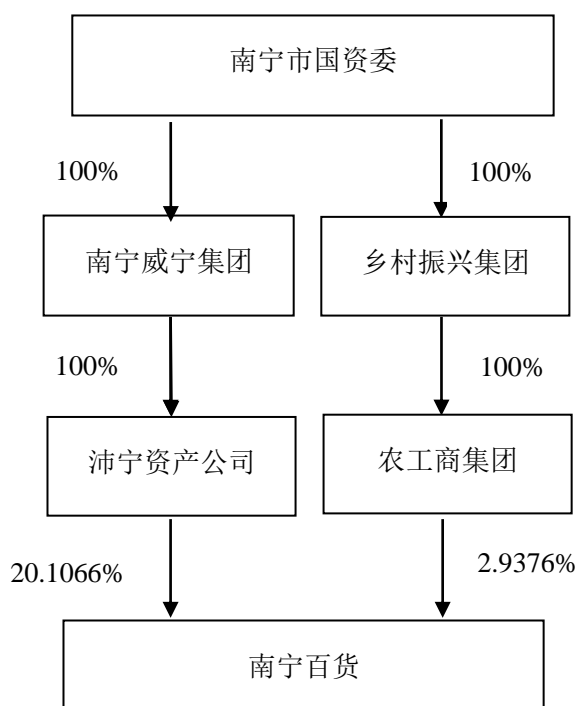 南宁市国资委
100%
100%
南宁威宁集团
乡村振兴集团
100%
100%
沛宁资产公司
农工商集团
20.1066%
2.9376%
南宁百货